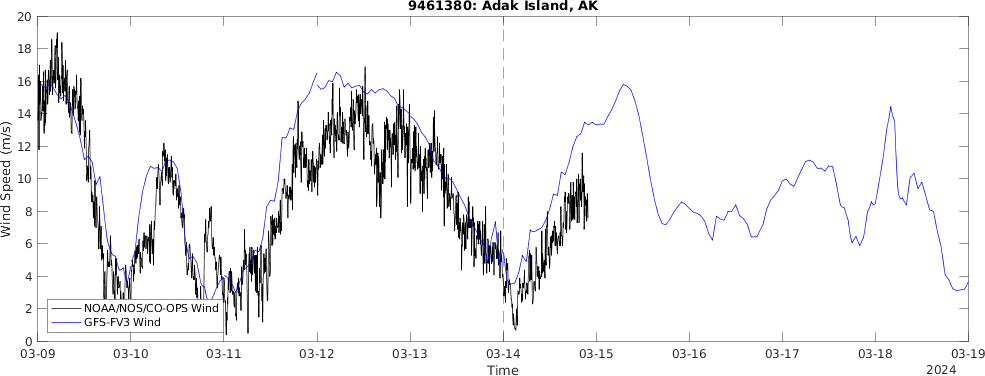 9461380: Adak Island, AK
20
18
16
14
12
10
8
6
4
2
0
Wind Speed (m/s)
NOAA/NOS/CO-OPS Wind
GFS-FV3 Wind
03-09 03-10 03-11 03-12 03-13 03-14 03-15 03-16 03-17 03-18 03-19
Time
2024